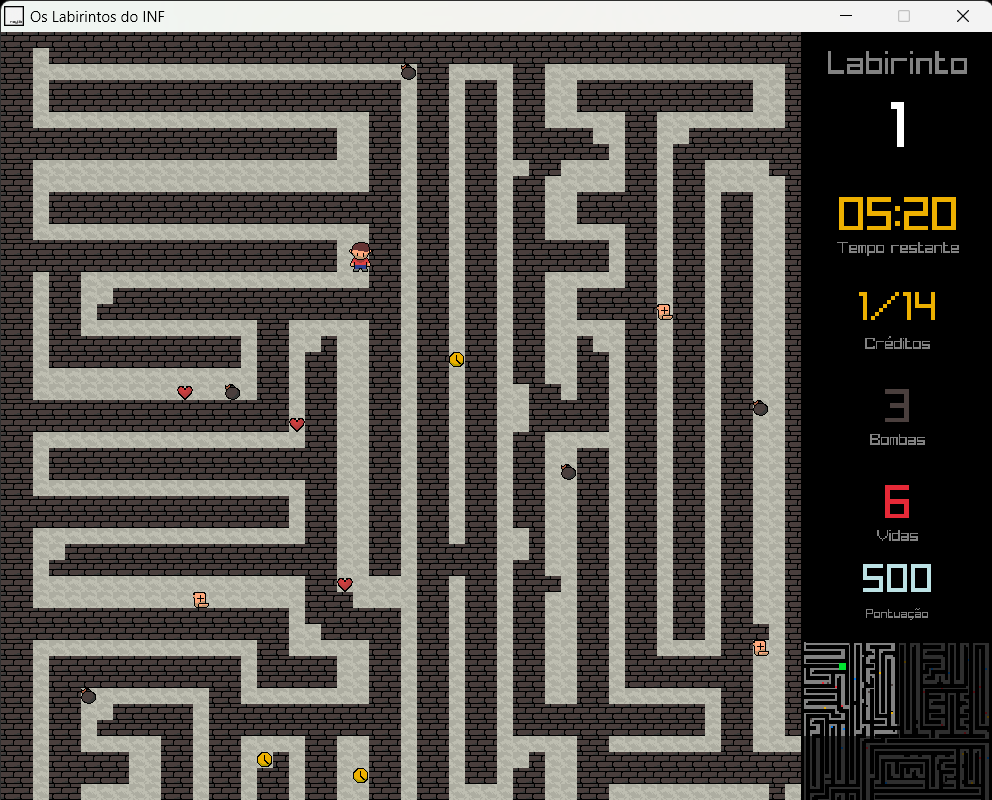 Os Labirintos do INF
Labirinto
1
05:20
Tempo restante
1/14
Créditos
3
Bombas
6
Vidas
500
Pontuação